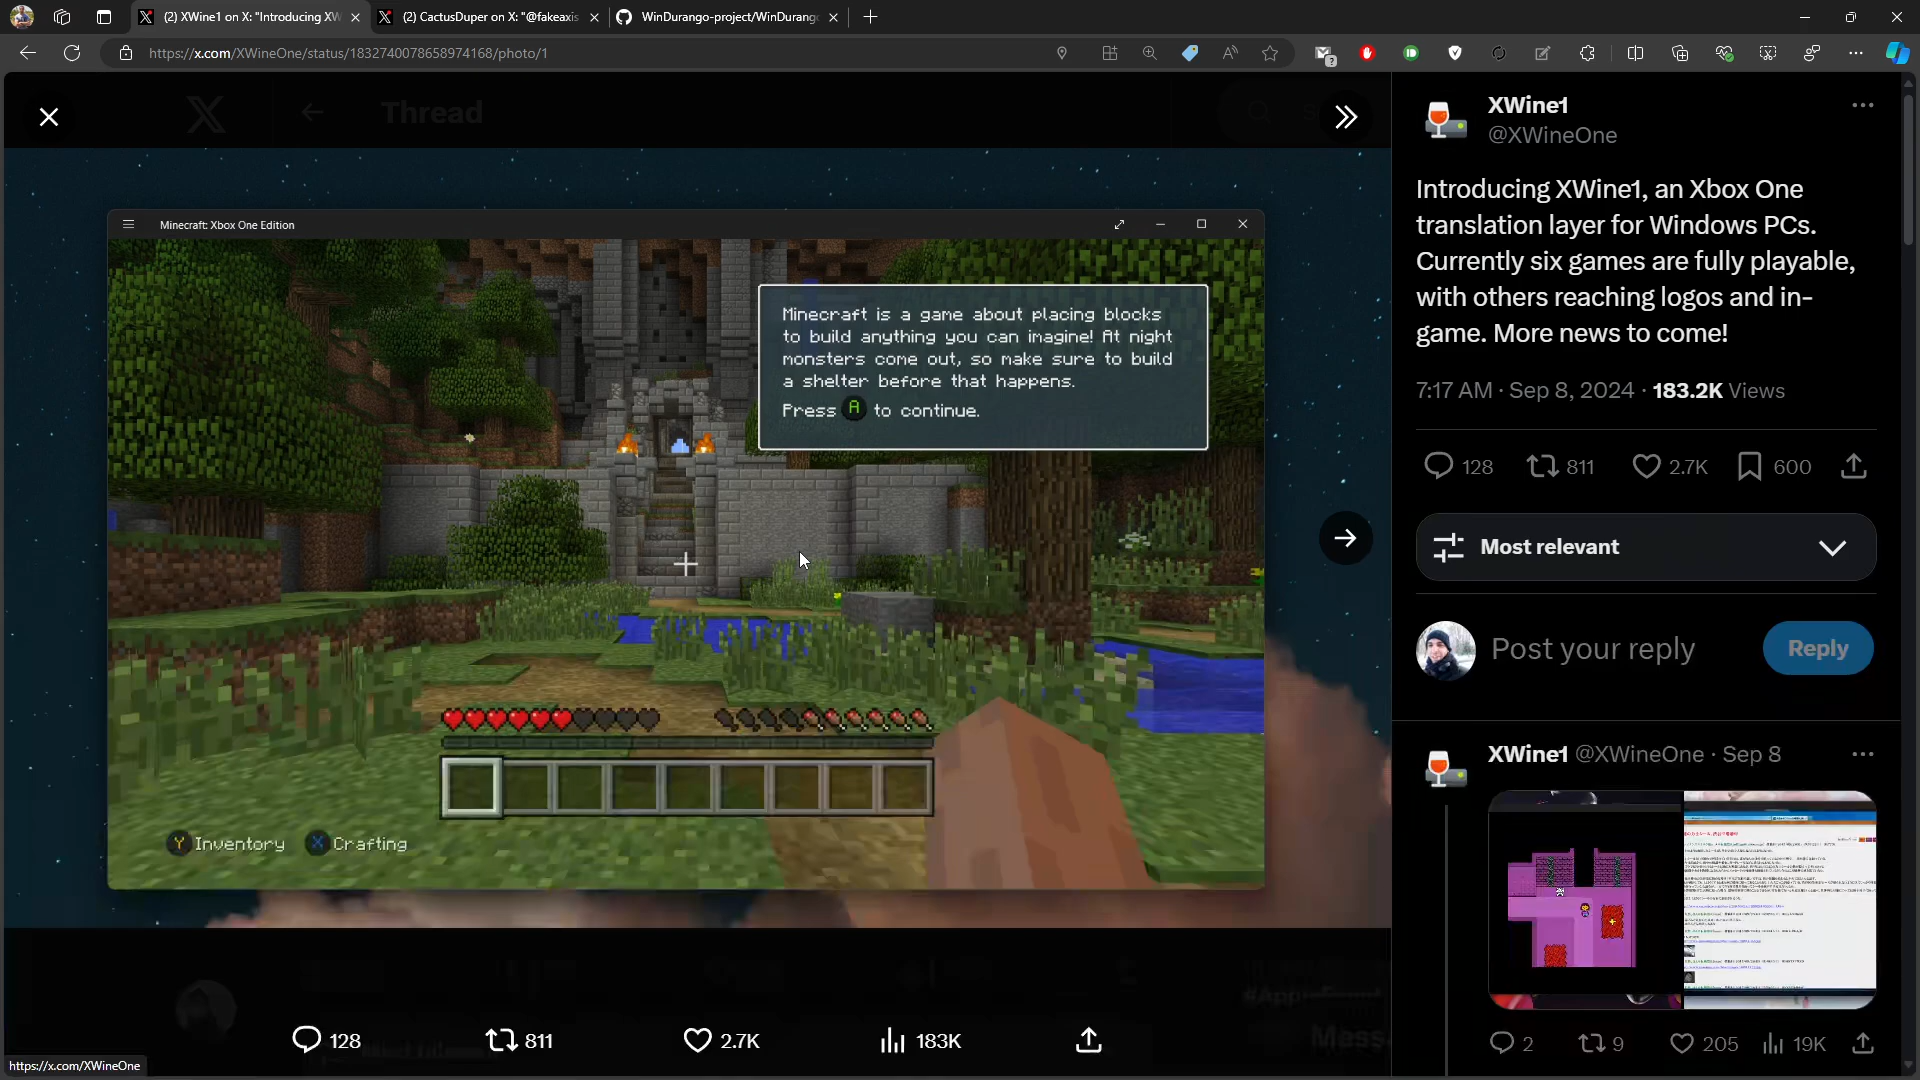 (2) XWine1 on X: "Introducing XW
(2) CactusDuper on X: "@fakeaxis
WinDurango-project/WinDurang
https://x.com/XWineOne/status/1832740078658974168/photo/1
Thread
Minecraft: Xbox One Edition
Minecraft is a game about placing blocks
to build anything you can imagine! At night
monsters come out, so make sure to build
a shelter before that happens.
Press A to continue.
Y Inventory X Crafting
128 811 2.7K 183K
https://x.com/XWineOne
XWine1
@XWineOne
Introducing XWine1, an Xbox One
translation layer for Windows PCs.
Currently six games are fully playable,
with others reaching logos and in-
game. More news to come!
7:17 AM · Sep 8, 2024 · 183.2K Views
128 811 2.7K 600
Most relevant
Post your reply
Reply
XWine1 @XWineOne · Sep 8
2 9 205 19K